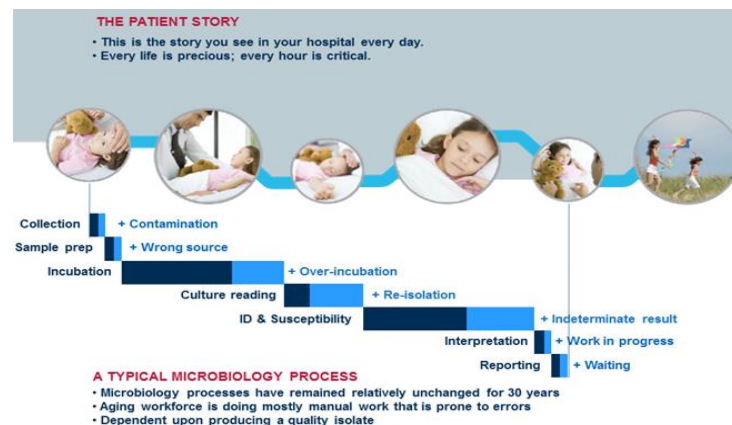 THE PATIENT STORY
• This is the story you see in your hospital every day.
• Every life is precious; every hour is critical.
Collection + Contamination
Sample prep + Wrong source
Incubation + Over-incubation
Culture reading + Re-isolation
ID & Susceptibility + Indeterminate result
Interpretation + Work in progress
Reporting + Waiting
A TYPICAL MICROBIOLOGY PROCESS
• Microbiology processes have remained relatively unchanged for 30 years
• Aging workforce is doing mostly manual work that is prone to errors
• Dependent upon producing a quality isolate